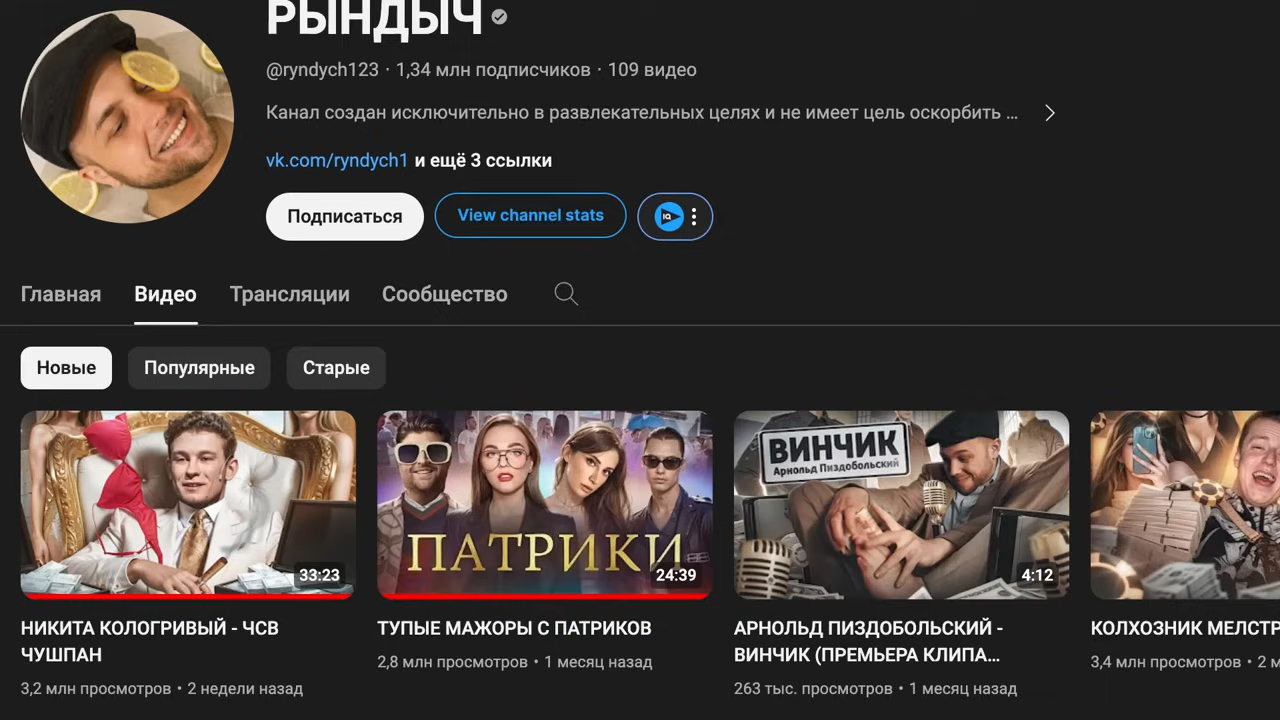 РЫНДЫЧ
@ryndych123 · 1,34 млн подписчиков · 109 видео
Канал создан исключительно в развлекательных целях и не имеет цель оскорбить ...
vk.com/ryndych1 и ещё 3 ссылки
Подписаться
View channel stats
IQ
Главная
Видео
Трансляции
Сообщество
Новые
Популярные
Старые
33:23
ПАТРИКИ
24:39
ВИНЧИК
Арнольд Пиздобольский
4:12
НИКИТА КОЛОГРИВЫЙ - ЧСВ
ЧУШПАН
3,2 млн просмотров • 2 недели назад
ТУПЫЕ МАЖОРЫ С ПАТРИКОВ
2,8 млн просмотров • 1 месяц назад
АРНОЛЬД ПИЗДОБОЛЬСКИЙ -
ВИНЧИК (ПРЕМЬЕРА КЛИПА...
263 тыс. просмотров • 1 месяц назад
КОЛХОЗНИК МЕЛСТР
3,4 млн просмотров • 2 м